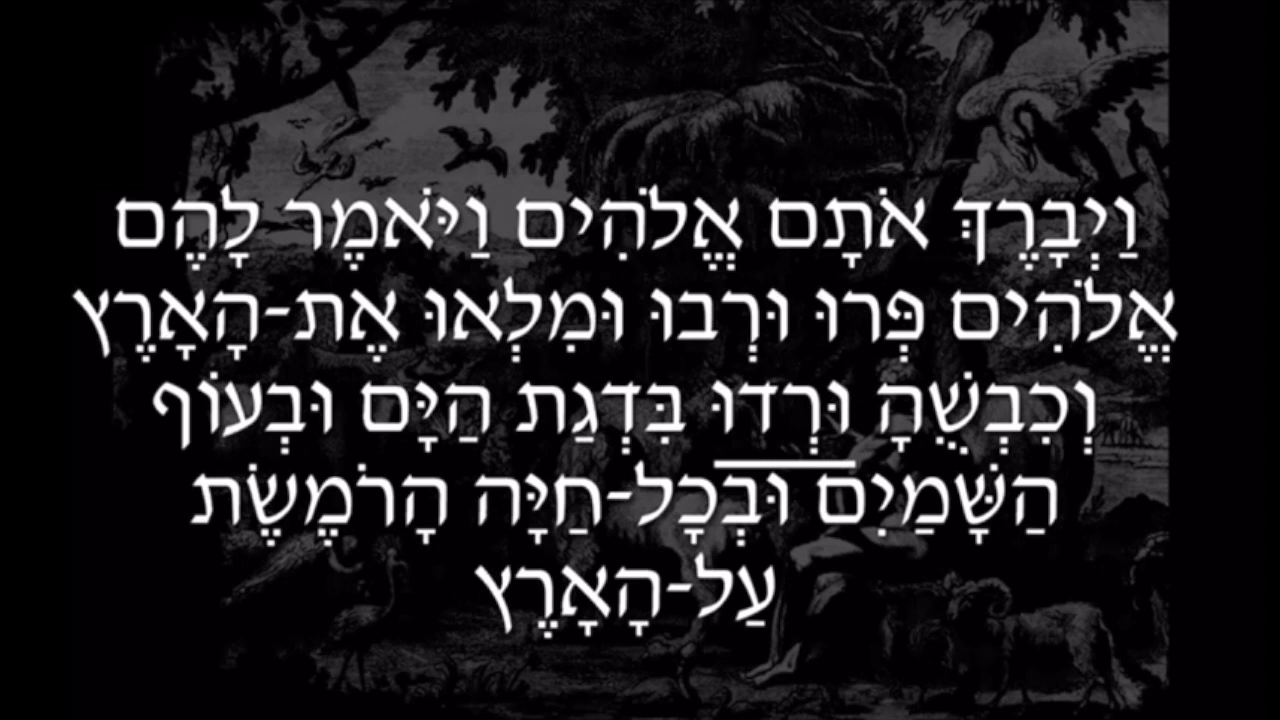 וַיְבָרֶךְ אֹתָם אֱלֹהִים וַיֹּאמֶר לָהֶם
אֱלֹהִים פְּרוּ וּרְבוּ וּמִלְאוּ אֶת-הָאָרֶץ
וְכִבְשֻׁהָ וּרְדוּ בִּדְגַת הַיָּם וּבְעוֹף
הַשָּׁמַיִם וּבְכָל-חַיָּה הָרֹמֶשֶׂת
עַל-הָאָרֶץ